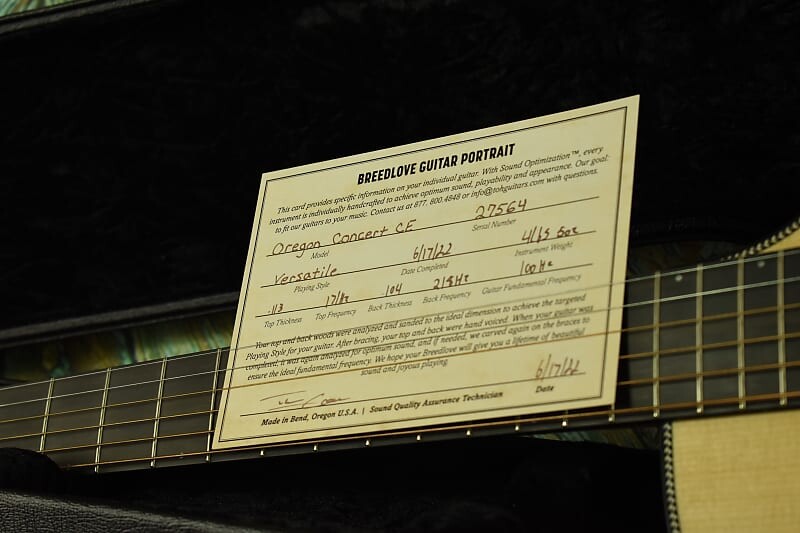 BREEDLOVE GUITAR PORTRAIT
This card provides specific information on your individual guitar. With Sound Optimization™, every
instrument is individually handcrafted to achieve optimum sound, playability and appearance. Our goal:
to fit our guitars to your music. Contact us at 877. 800.4848 or info@tohguitars.com with questions.
Oregon Concert CE 27564
Model Serial Number
Versatile 6/17/22 4lbs 5oz
Playing Style Date Completed Instrument Weight
.113 171Hz .104 218Hz 100Hz
Top Thickness Top Frequency Back Thickness Back Frequency Guitar Fundamental Frequency
Your top and back woods were analyzed and sanded to the ideal dimension to achieve the targeted
Playing Style for your guitar. After bracing, your top and back were hand voiced. When your guitar was
completed, it was again analyzed for optimum sound, and if needed, we carved again on the braces to
ensure the ideal fundamental frequency. We hope your Breedlove will give you a lifetime of beautiful
sound and joyous playing
6/17/22
Made in Bend, Oregon U.S.A. | Sound Quality Assurance Technician Date